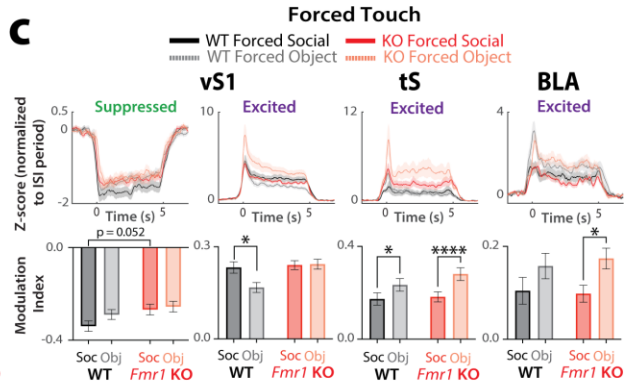 C
Forced Touch
WT Forced Social KO Forced Social
WT Forced Object KO Forced Object
vS1 tS BLA
Suppressed Excited Excited Excited
Z-score (normalized to ISI period)
0.5 10 12 4
0
-2 0 0 0
0 5 0 5 0 5 0 5
Time (s) Time (s) Time (s) Time (s)
Modulation Index
p = 0.052
0.0 0.3 0.4 0.2
* * **** *
-0.4 0.0 0.0 0.0
Soc Obj Soc Obj Soc Obj Soc Obj Soc Obj Soc Obj Soc Obj Soc Obj
WT Fmr1 KO WT Fmr1 KO WT Fmr1 KO WT Fmr1 KO